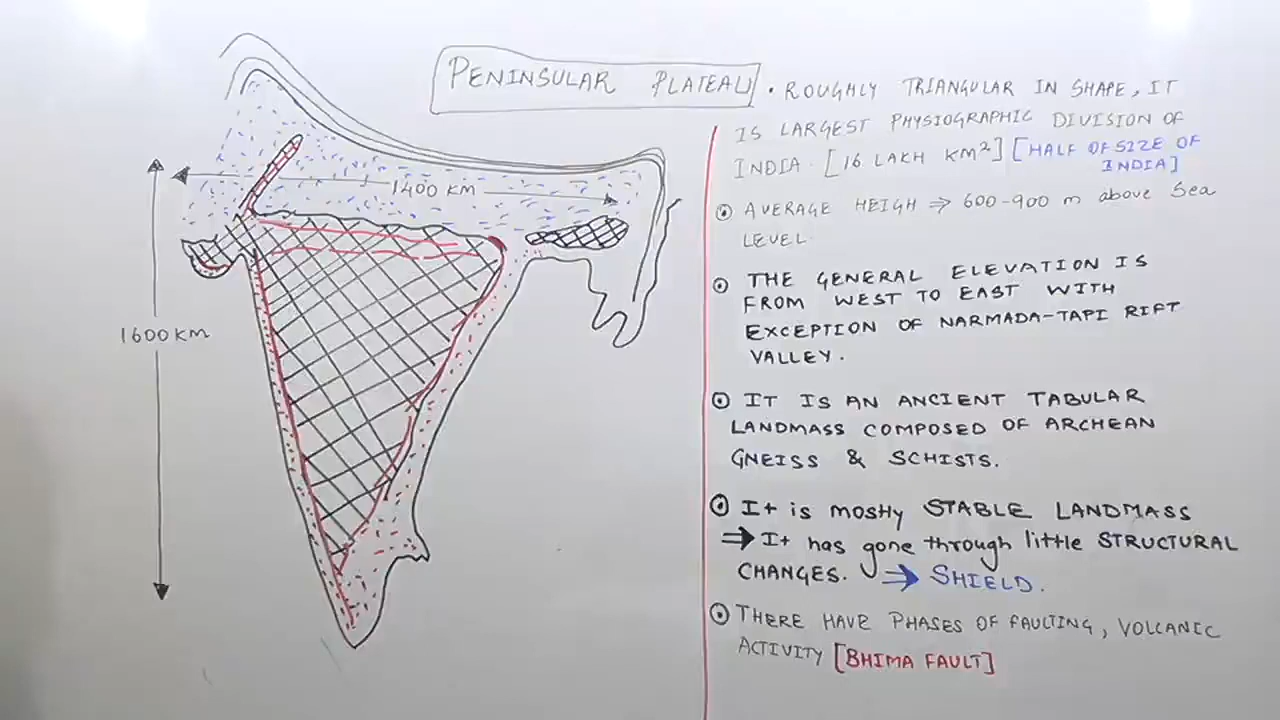 PENINSULAR PLATEAU
1400 KM
1600 KM
• ROUGHLY TRIANGULAR IN SHAPE, IT
IS LARGEST PHYSIOGRAPHIC DIVISION OF
INDIA. [16 LAKH KM²] [HALF OF SIZE OF
INDIA]
⊙ AVERAGE HEIGH ⇒ 600-900 m above Sea
LEVEL.
⊙ THE GENERAL ELEVATION IS
FROM WEST TO EAST WITH
EXCEPTION OF NARMADA-TAPI RIFT
VALLEY.
⊙ IT IS AN ANCIENT TABULAR
LANDMASS COMPOSED OF ARCHEAN
GNEISS & SCHISTS.
⊙ It is mostly STABLE LANDMASS
⇒ It has gone through little STRUCTURAL
CHANGES. ⇒ SHIELD.
⊙ THERE HAVE PHASES OF FAULTING, VOLCANIC
ACTIVITY [BHIMA FAULT]